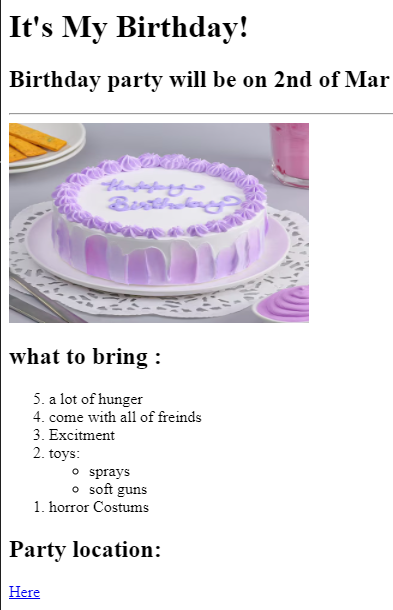 It's My Birthday!
Birthday party will be on 2nd of Mar
Happy
Birthday
what to bring :
5. a lot of hunger
4. come with all of freinds
3. Excitment
2. toys:
○ sprays
○ soft guns
1. horror Costums
Party location:
Here